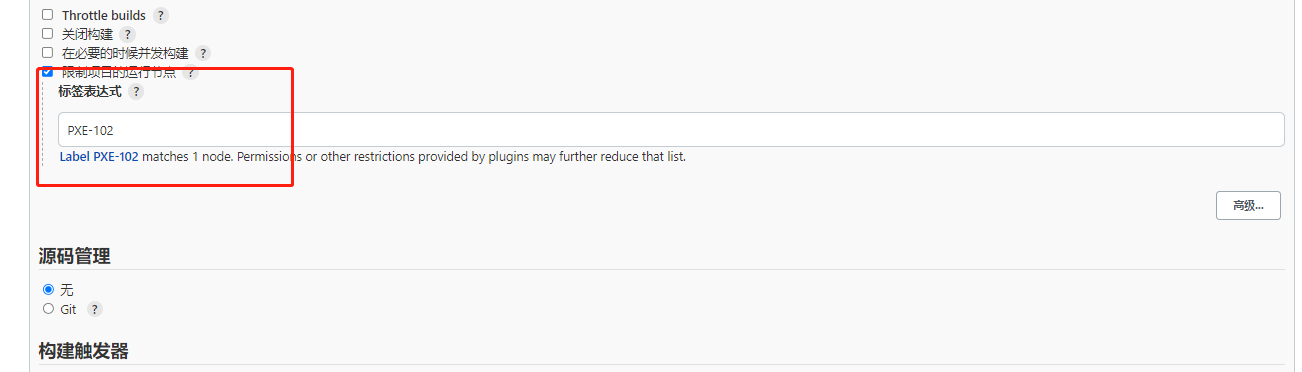 Throttle builds ?
关闭构建 ?
在必要的时候并发构建 ?
限制项目的运行节点 ?
标签表达式 ?
PXE-102
Label PXE-102 matches 1 node. Permissions or other restrictions provided by plugins may further reduce that list.
高级...
源码管理
无
Git ?
构建触发器